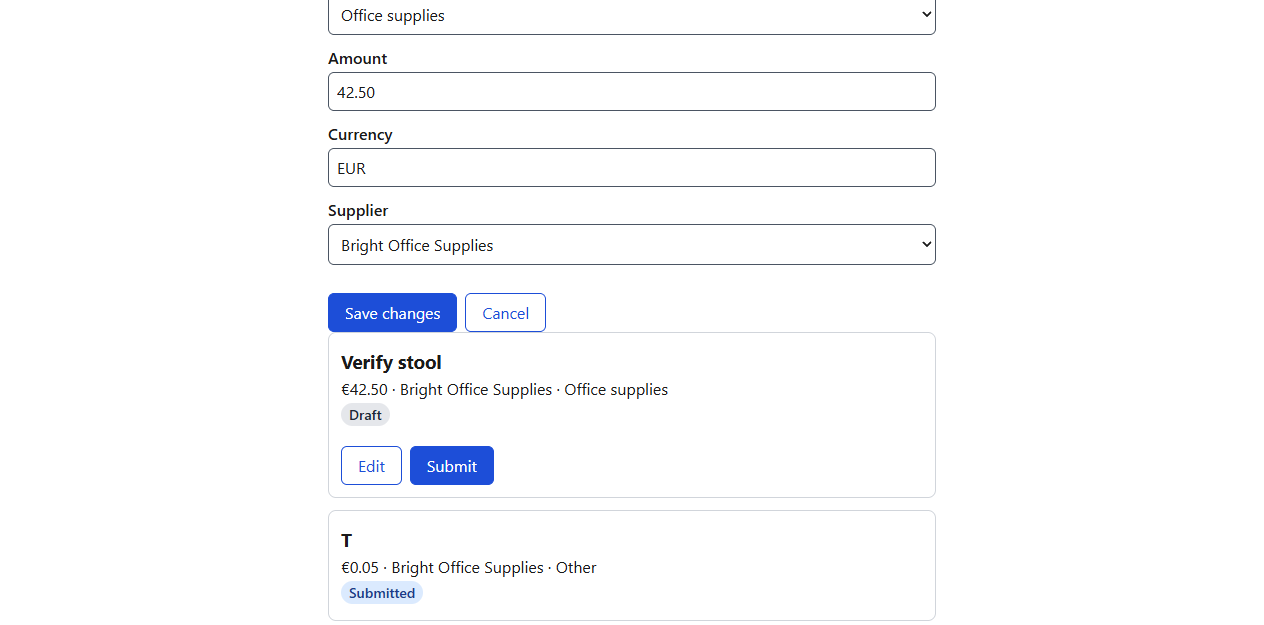 Office supplies
Amount
42.50
Currency
EUR
Supplier
Bright Office Supplies
Save changes Cancel
Verify stool
€42.50 · Bright Office Supplies · Office supplies
Draft
Edit Submit
T
€0.05 · Bright Office Supplies · Other
Submitted